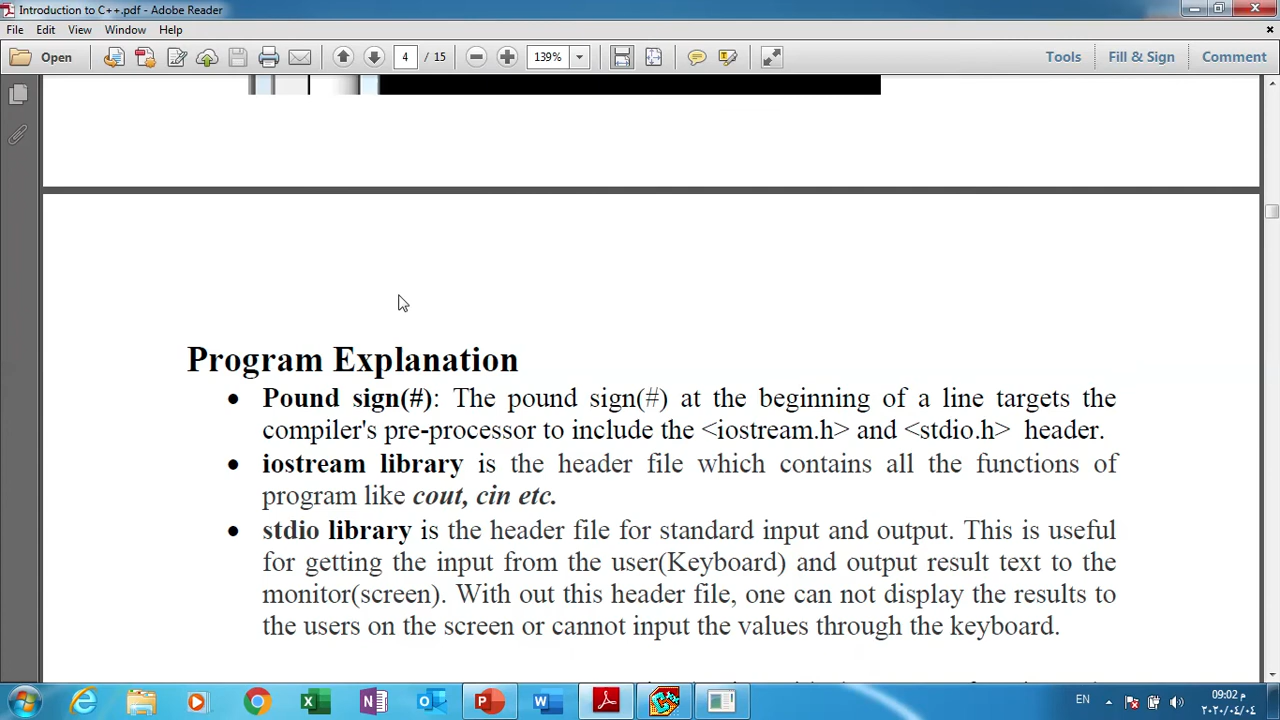 Introduction to C++.pdf - Adobe Reader
File Edit View Window Help
Open 4 / 15 139% Tools Fill & Sign Comment
Program Explanation
• Pound sign(#): The pound sign(#) at the beginning of a line targets the
compiler's pre-processor to include the <iostream.h> and <stdio.h> header.
• iostream library is the header file which contains all the functions of
program like cout, cin etc.
• stdio library is the header file for standard input and output. This is useful
for getting the input from the user(Keyboard) and output result text to the
monitor(screen). With out this header file, one can not display the results to
the users on the screen or cannot input the values through the keyboard.
EN
09:02 م
٢٠٢٠/٠٤/٠٤